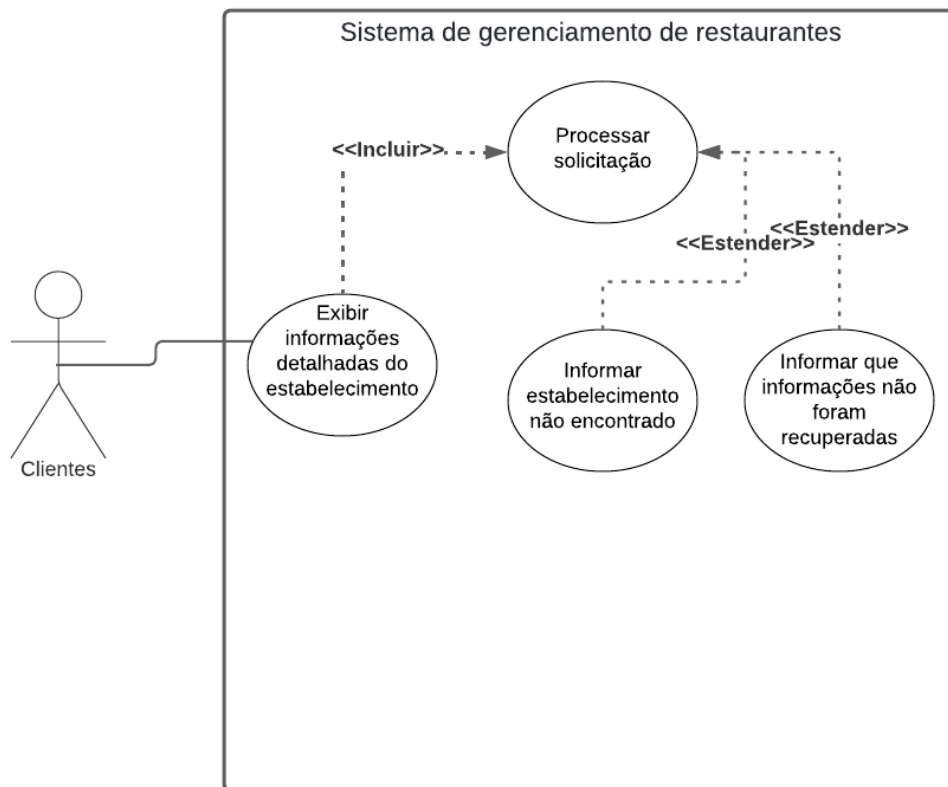 Sistema de gerenciamento de restaurantes
Processar
solicitação
<<Incluir>>
<<Estender>>
<<Estender>>
Exibir
informações
detalhadas do
estabelecimento
Informar
estabelecimento
não encontrado
Informar que
informações não
foram
recuperadas
Clientes